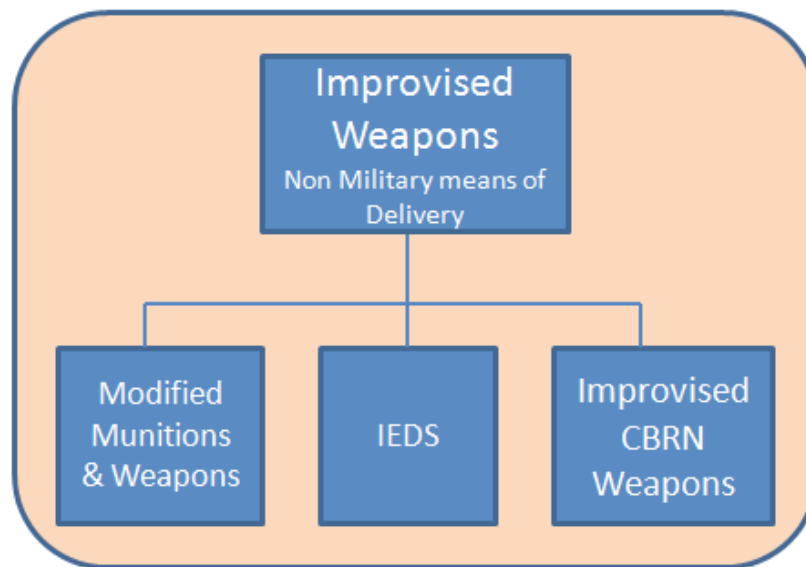 Improvised
Weapons
Non Military means of
Delivery
Modified
Munitions
& Weapons
IEDS
Improvised
CBRN
Weapons